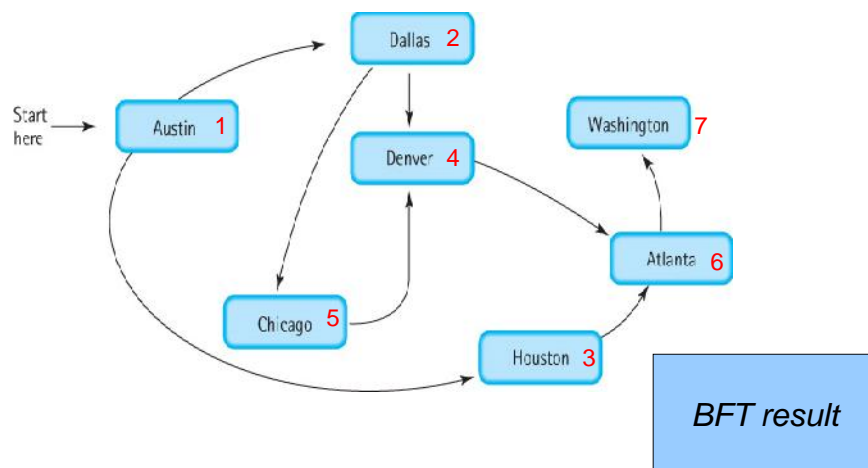 Dallas 2
Start
here
Austin 1
Washington 7
Denver 4
Atlanta 6
Chicago 5
Houston 3
BFT result